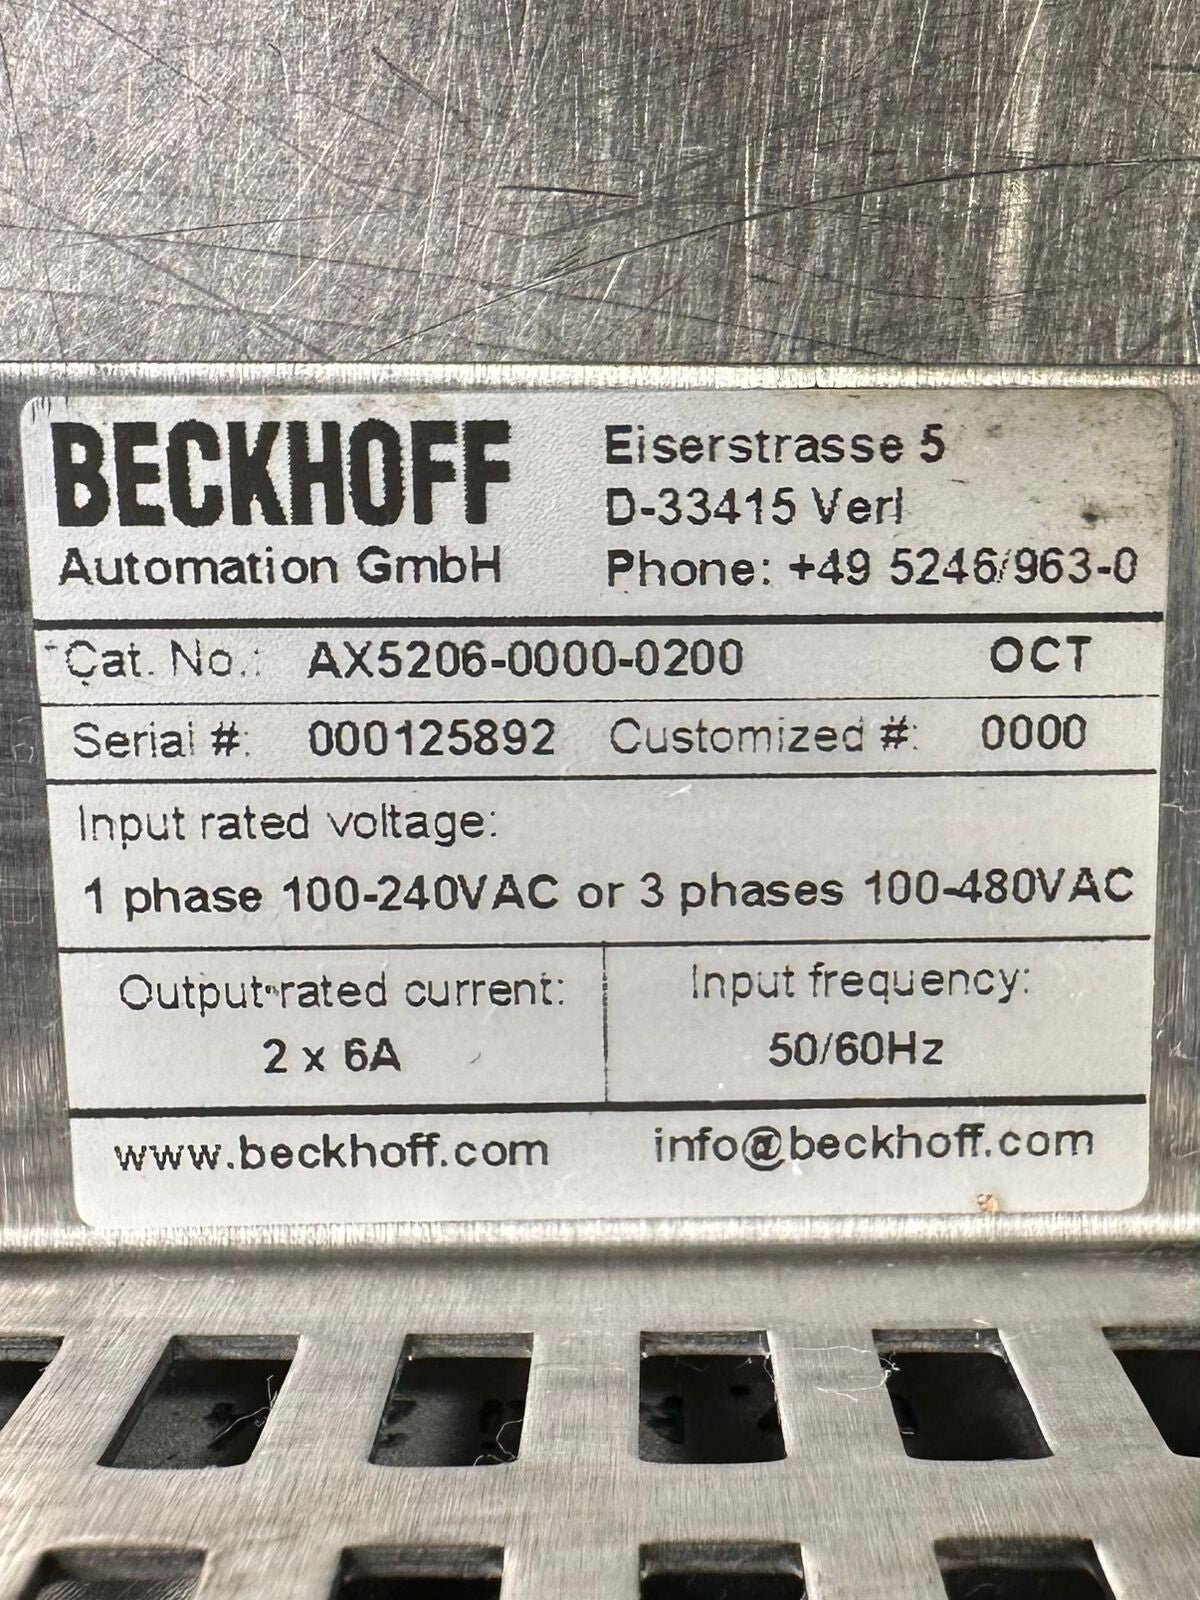 BECKHOFF
Automation GmbH
Eiserstrasse 5
D-33415 Verl
Phone: +49 5246/963-0
Cat. No.: AX5206-0000-0200 OCT
Serial #: 000125892 Customized #: 0000
Input rated voltage:
1 phase 100-240VAC or 3 phases 100-480VAC
Output rated current:
2 x 6A
Input frequency:
50/60Hz
www.beckhoff.com info@beckhoff.com